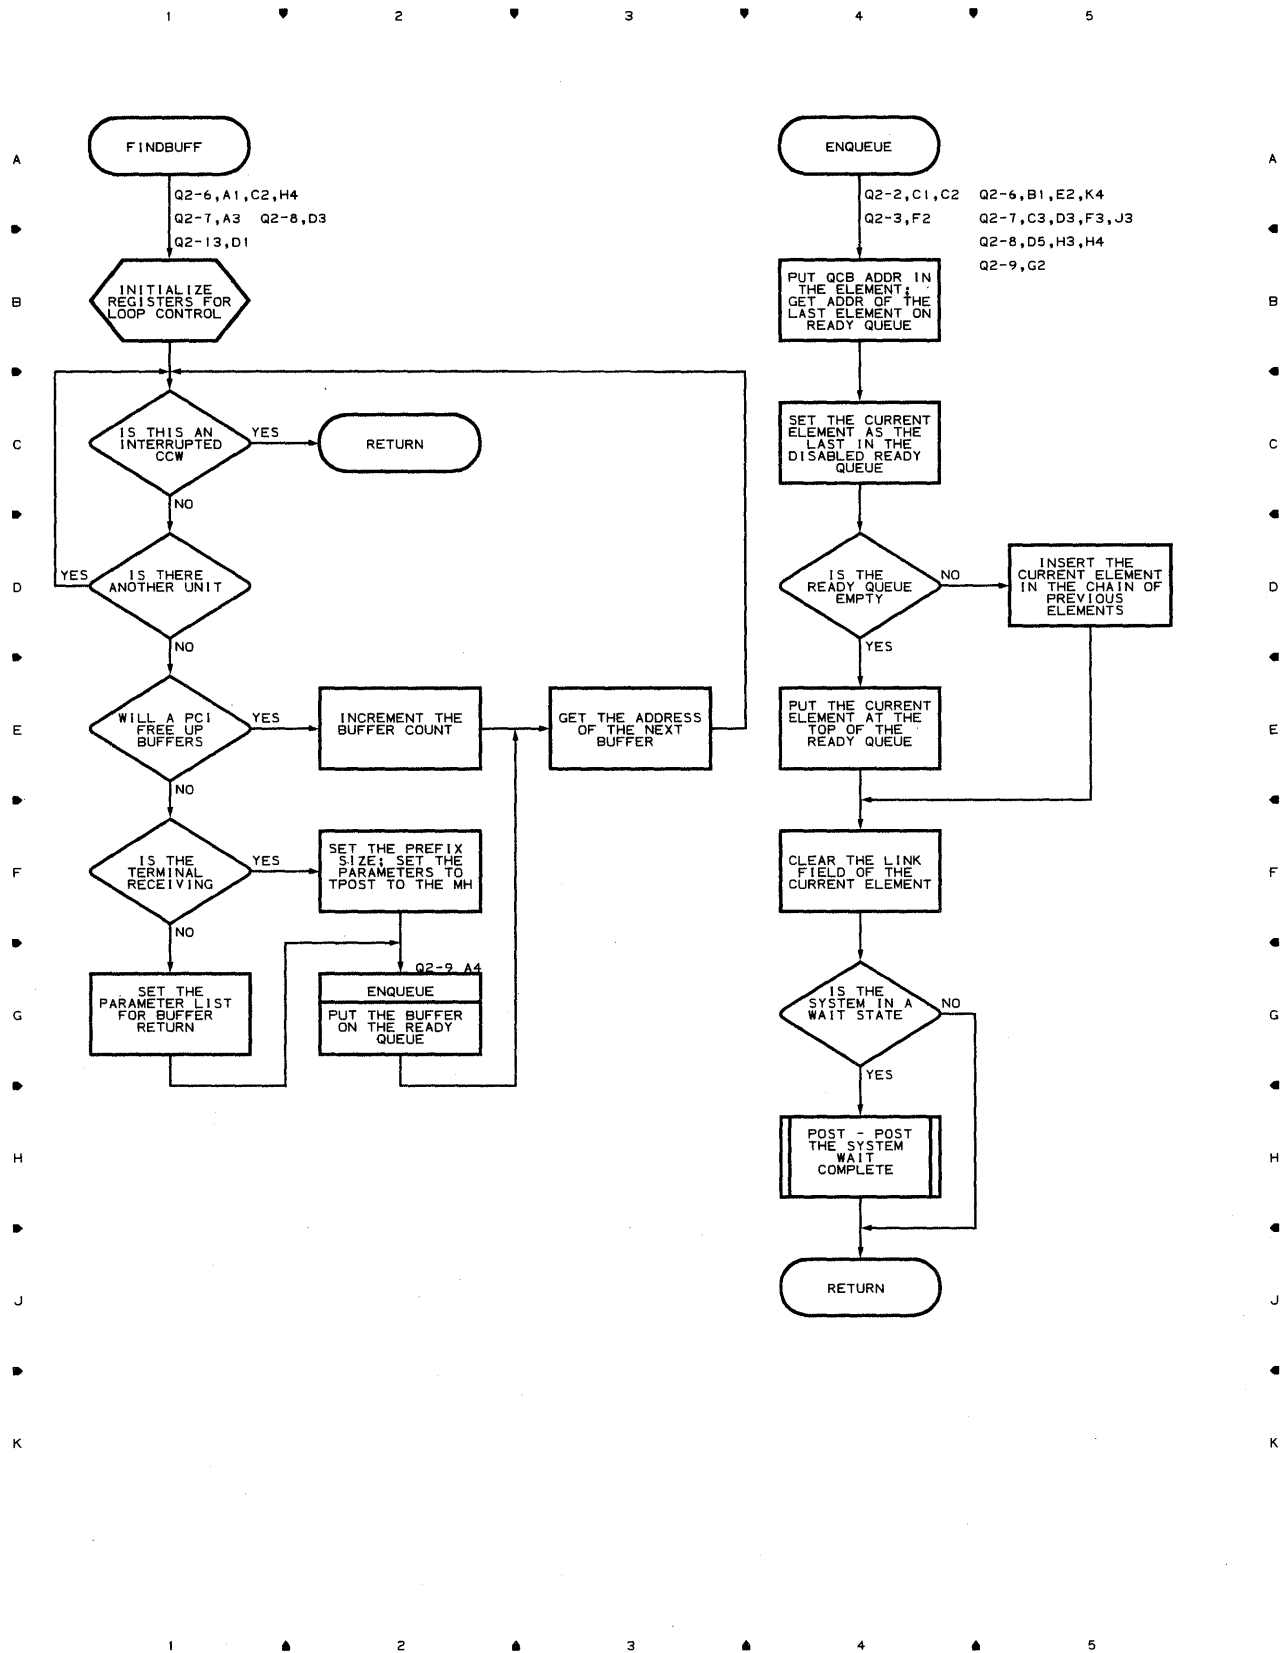 1 2 3 4 5
A
FINDBUFF
Q2-6,A1,C2,H4
Q2-7,A3 Q2-8,D3
Q2-13,D1
B
INITIALIZE
REGISTERS FOR
LOOP CONTROL
C
IS THIS AN
INTERRUPTED
CCW
YES
RETURN
NO
D
YES
IS THERE
ANOTHER UNIT
NO
E
WILL A PCI
FREE UP
BUFFERS
YES
INCREMENT THE
BUFFER COUNT
GET THE ADDRESS
OF THE NEXT
BUFFER
NO
F
IS THE
TERMINAL
RECEIVING
YES
SET THE PREFIX
SIZE; SET THE
PARAMETERS TO
TPOST TO THE MH
NO
G
SET THE
PARAMETER LIST
FOR BUFFER
RETURN
Q2-9 A4
ENQUEUE
PUT THE BUFFER
ON THE READY
QUEUE
H
J
K
ENQUEUE
A
Q2-2,C1,C2 Q2-6,B1,E2,K4
Q2-3,F2 Q2-7,C3,D3,F3,J3
Q2-8,D5,H3,H4
Q2-9,G2
PUT QCB ADDR IN
THE ELEMENT;
GET ADDR OF THE
LAST ELEMENT ON
READY QUEUE
B
SET THE CURRENT
ELEMENT AS THE
LAST IN THE
DISABLED READY
QUEUE
C
IS THE
READY QUEUE
EMPTY
NO
INSERT THE
CURRENT ELEMENT
IN THE CHAIN OF
PREVIOUS
ELEMENTS
D
YES
PUT THE CURRENT
ELEMENT AT THE
TOP OF THE
READY QUEUE
E
CLEAR THE LINK
FIELD OF THE
CURRENT ELEMENT
F
IS THE
SYSTEM IN A
WAIT STATE
NO
G
YES
POST - POST
THE SYSTEM
WAIT
COMPLETE
H
RETURN
J
K
1 2 3 4 5